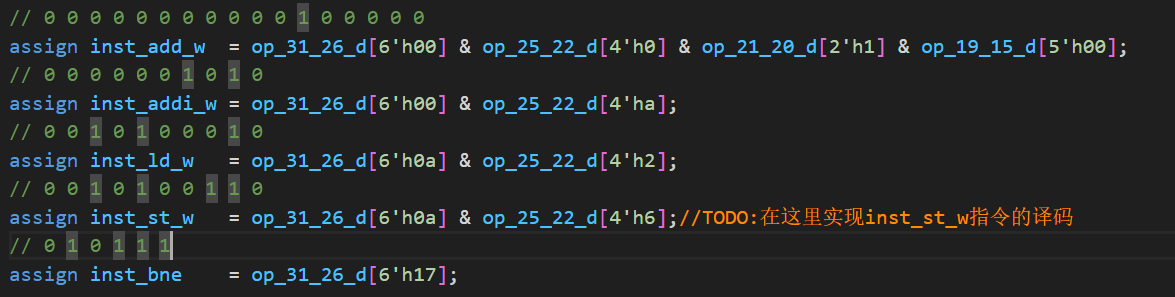 // 0 0 0 0 0 0 0 0 0 0 0 1 0 0 0 0 0
assign inst_add_w  = op_31_26_d[6'h00] & op_25_22_d[4'h0] & op_21_20_d[2'h1] & op_19_15_d[5'h00];
// 0 0 0 0 0 0 1 0 1 0
assign inst_addi_w = op_31_26_d[6'h00] & op_25_22_d[4'ha];
// 0 0 1 0 1 0 0 0 1 0
assign inst_ld_w   = op_31_26_d[6'h0a] & op_25_22_d[4'h2];
// 0 0 1 0 1 0 0 1 1 0
assign inst_st_w   = op_31_26_d[6'h0a] & op_25_22_d[4'h6];//TODO:在这里实现inst_st_w指令的译码
// 0 1 0 1 1 1
assign inst_bne    = op_31_26_d[6'h17];